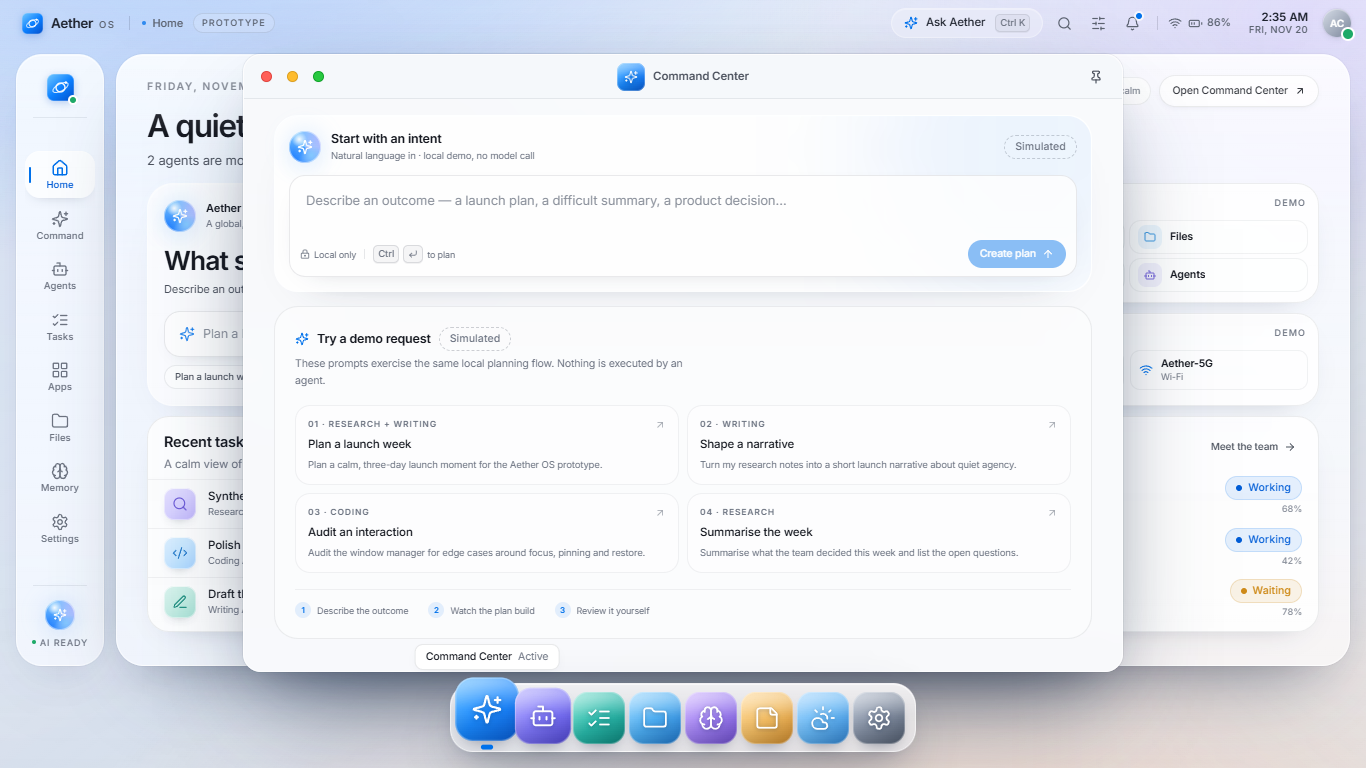 Aether OS
Home
PROTOTYPE
Ask Aether Ctrl K
86%
2:35 AM
FRI, NOV 20
AC
Home
Command
Agents
Tasks
Apps
Files
Memory
Settings
AI READY
FRIDAY, NOVEM
A quiet
2 agents are mo
Aether
A global,
What s
Describe an out
Plan a l
Plan a launch w
Recent task
A calm view of
Synthe
Resear
Polish
Coding
Draft th
Writing
Command Center
Start with an intent
Natural language in · local demo, no model call
Simulated
Describe an outcome — a launch plan, a difficult summary, a product decision...
Local only
Ctrl ↵ to plan
Create plan ↑
Try a demo request
Simulated
These prompts exercise the same local planning flow. Nothing is executed by an
agent.
01 · RESEARCH + WRITING
Plan a launch week
Plan a calm, three-day launch moment for the Aether OS prototype.
02 · WRITING
Shape a narrative
Turn my research notes into a short launch narrative about quiet agency.
03 · CODING
Audit an interaction
Audit the window manager for edge cases around focus, pinning and restore.
04 · RESEARCH
Summarise the week
Summarise what the team decided this week and list the open questions.
1 Describe the outcome
2 Watch the plan build
3 Review it yourself
alm
Open Command Center
DEMO
Files
Agents
DEMO
Aether-5G
Wi-Fi
Meet the team
Working
68%
Working
42%
Waiting
78%
Command Center Active